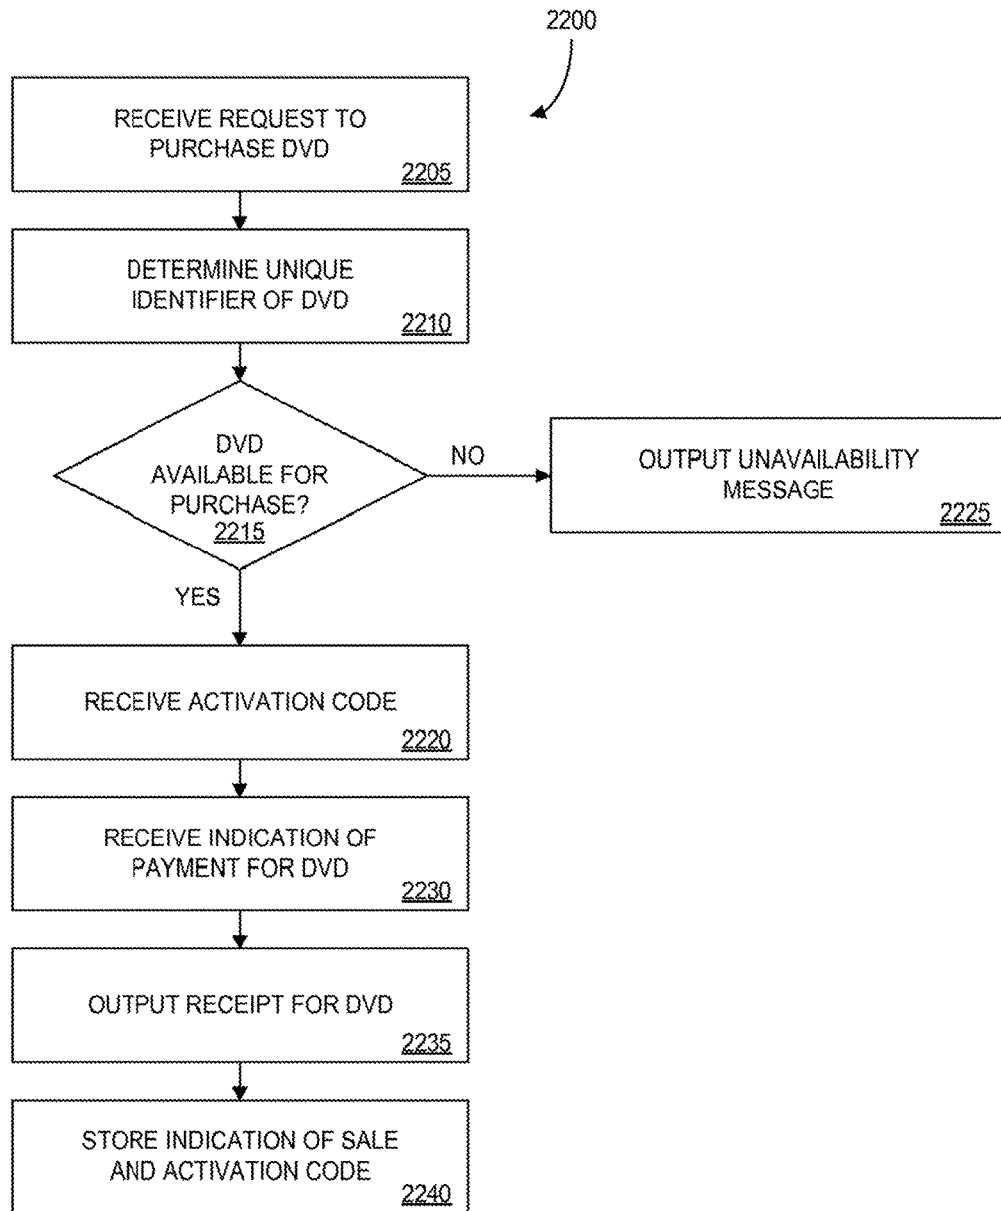 2200
RECEIVE REQUEST TO
PURCHASE DVD
2205
DETERMINE UNIQUE
IDENTIFIER OF DVD
2210
DVD
AVAILABLE FOR
PURCHASE?
2215
NO
OUTPUT UNAVAILABILITY
MESSAGE
2225
YES
RECEIVE ACTIVATION CODE
2220
RECEIVE INDICATION OF
PAYMENT FOR DVD
2230
OUTPUT RECEIPT FOR DVD
2235
STORE INDICATION OF SALE
AND ACTIVATION CODE
2240